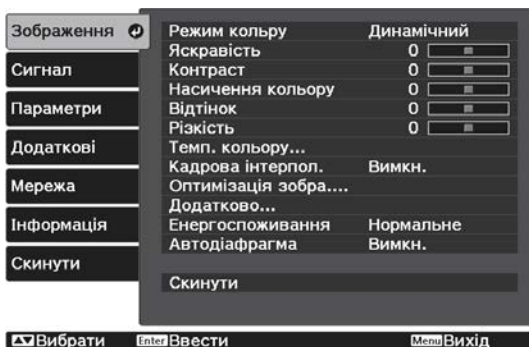 Зображення
Сигнал
Параметри
Додаткові
Мережа
Інформація
Скинути
Режим кольру Динамічний
Яскравість 0
Контраст 0
Насичення кольору 0
Відтінок 0
Різкість 0
Темп. кольору...
Кадрова інтерпол. Вимкн.
Оптимізація зобра....
Додатково...
Енергоспоживання Нормальне
Автодіафрагма Вимкн.
Скинути
Вибрати Enter Ввести Menu Вихід